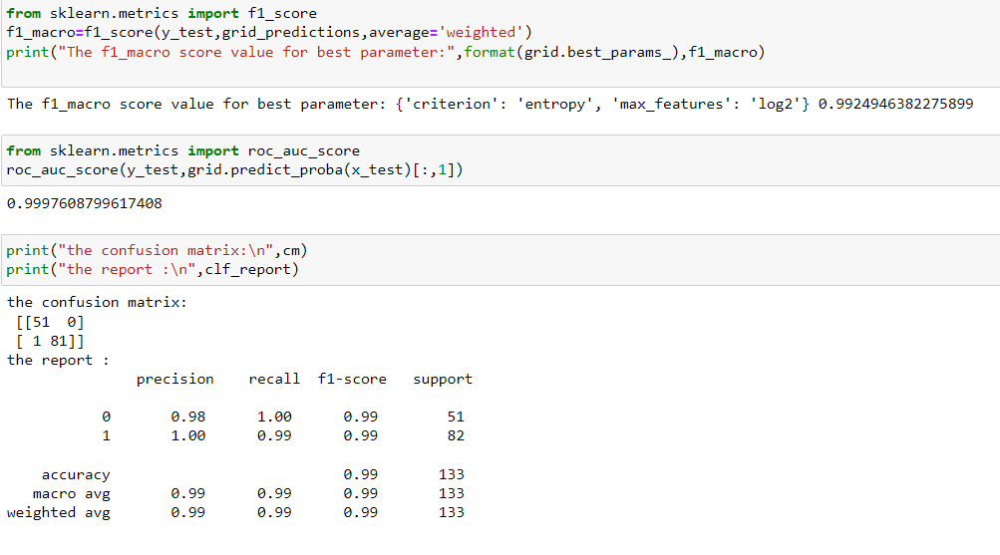 from sklearn.metrics import f1_score
f1_macro=f1_score(y_test,grid_predictions,average='weighted')
print("The f1_macro score value for best parameter:",format(grid.best_params_),f1_macro)
The f1_macro score value for best parameter: {'criterion': 'entropy', 'max_features': 'log2'} 0.9924946382275899
from sklearn.metrics import roc_auc_score
roc_auc_score(y_test,grid.predict_proba(x_test)[:,1])
0.9997608799617408
print("the confusion matrix:\n",cm)
print("the report :\n",clf_report)
the confusion matrix:
[[51  0]
[ 1 81]]
the report :
precision    recall  f1-score   support
0       0.98      1.00      0.99        51
1       1.00      0.99      0.99        82
accuracy                           0.99       133
macro avg       0.99      0.99      0.99       133
weighted avg       0.99      0.99      0.99       133